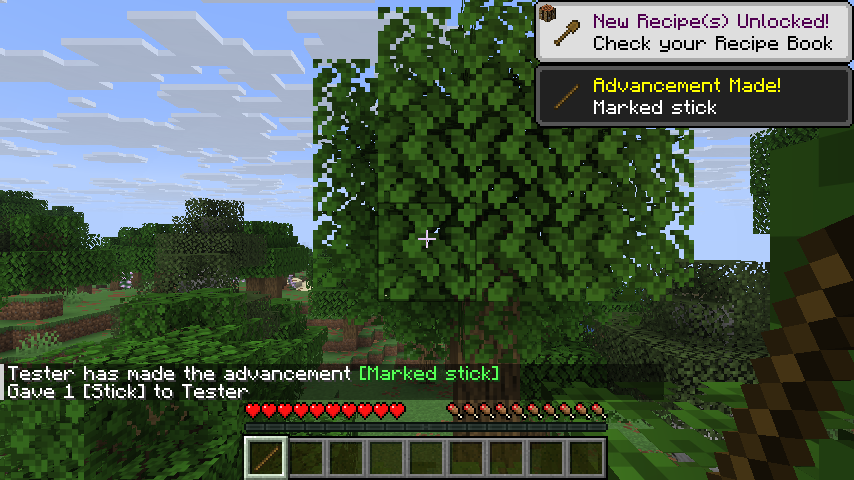 New Recipe(s) Unlocked!
Check your Recipe Book
Advancement Made!
Marked stick
Tester has made the advancement [Marked stick]
Gave 1 [Stick] to Tester